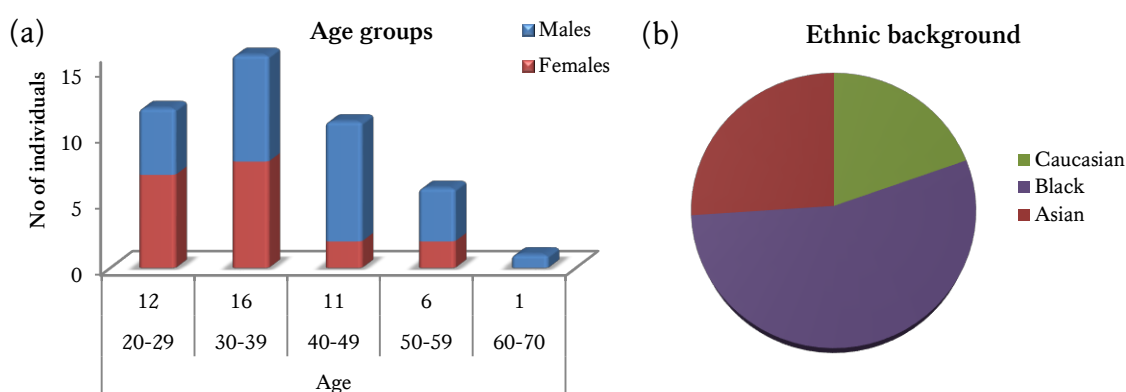 (a)
Age groups
Males
Females
No of individuals
15
10
5
0
12 16 11 6 1
20-29 30-39 40-49 50-59 60-70
Age
(b)
Ethnic background
Caucasian
Black
Asian